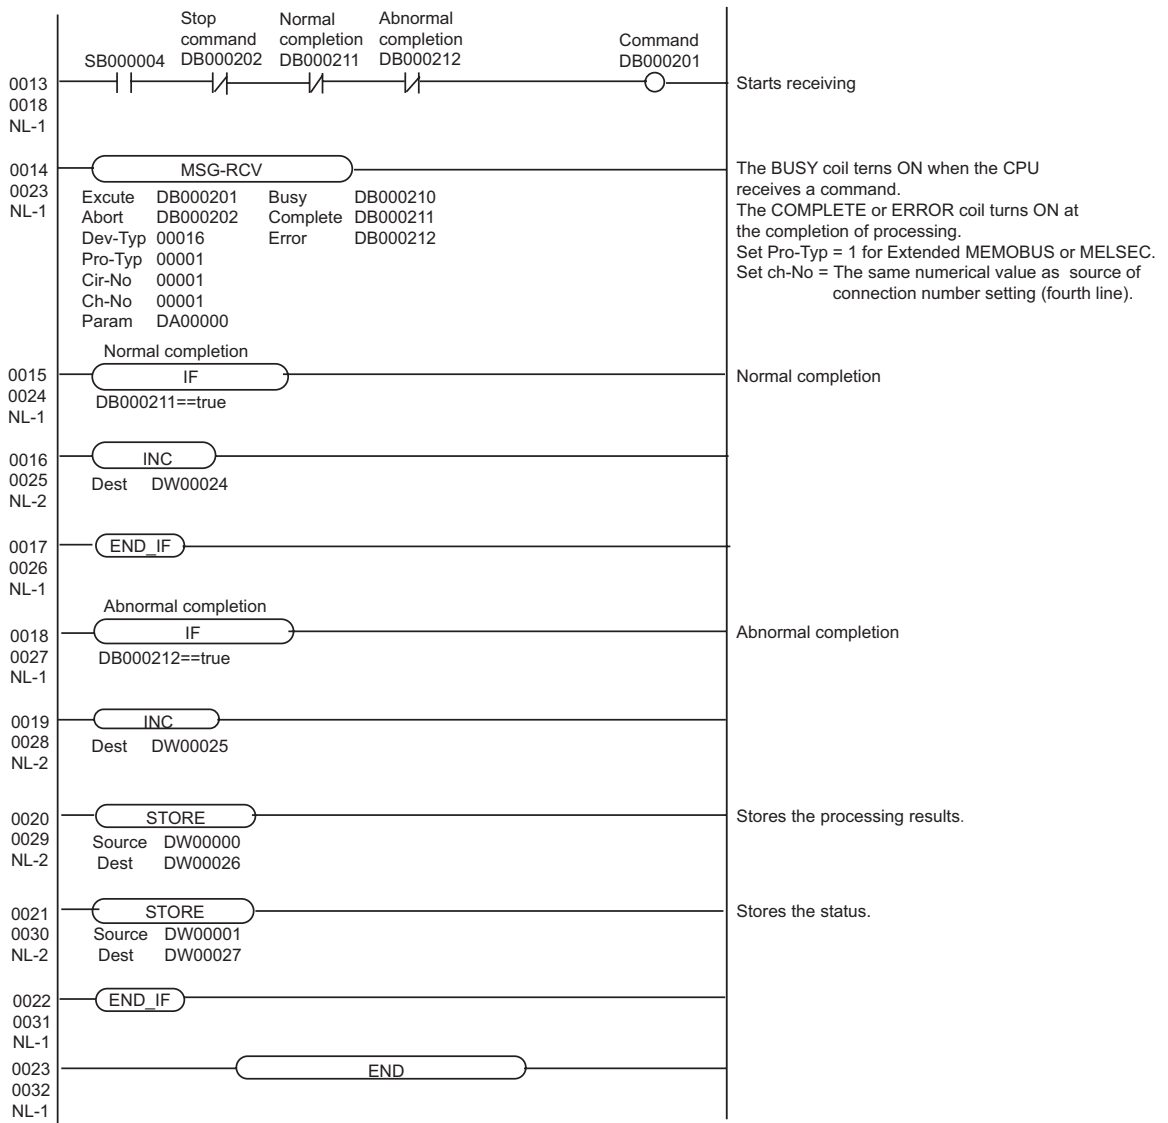 Stop command DB000202
Normal completion DB000211
Abnormal completion DB000212
SB000004
Command DB000201
0013
0018
NL-1
Starts receiving
0014
0023
NL-1
MSG-RCV
Excute DB000201 Busy DB000210
Abort DB000202 Complete DB000211
Dev-Typ 00016 Error DB000212
Pro-Typ 00001
Cir-No 00001
Ch-No 00001
Param DA00000
The BUSY coil terns ON when the CPU
receives a command.
The COMPLETE or ERROR coil turns ON at
the completion of processing.
Set Pro-Typ = 1 for Extended MEMOBUS or MELSEC.
Set ch-No = The same numerical value as source of
connection number setting (fourth line).
Normal completion
0015
0024
NL-1
IF
DB000211==true
Normal completion
0016
0025
NL-2
INC
Dest DW00024
0017
0026
NL-1
END_IF
Abnormal completion
0018
0027
NL-1
IF
DB000212==true
Abnormal completion
0019
0028
NL-2
INC
Dest DW00025
0020
0029
NL-2
STORE
Source DW00000
Dest DW00026
Stores the processing results.
0021
0030
NL-2
STORE
Source DW00001
Dest DW00027
Stores the status.
0022
0031
NL-1
END_IF
0023
0032
NL-1
END